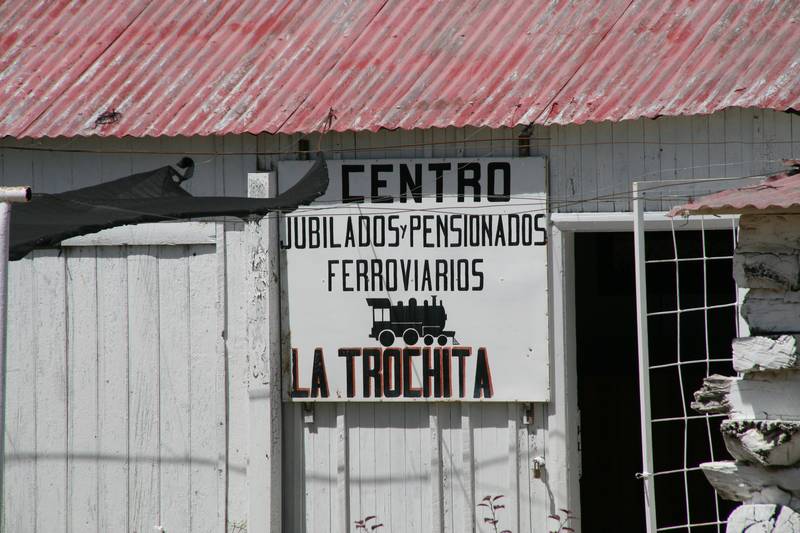 CENTRO
JUBILADOS Y PENSIONADOS
FERROVIARIOS
LA TROCHITA